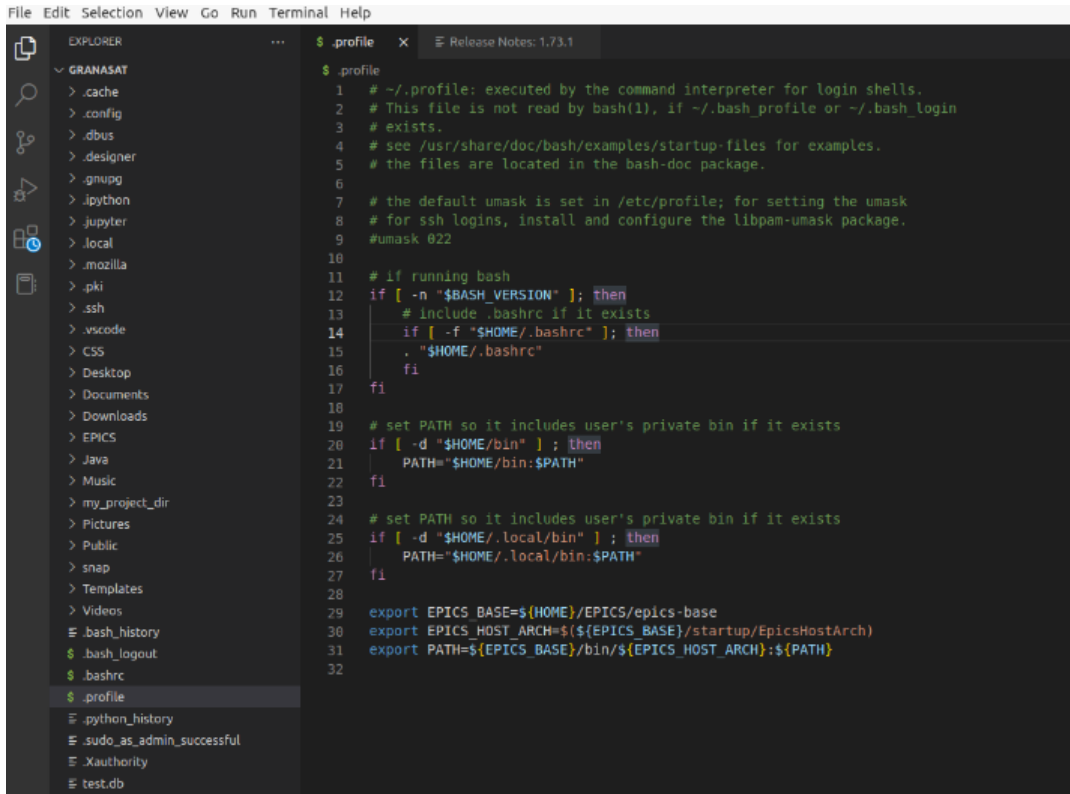 File Edit Selection View Go Run Terminal Help
EXPLORER ...
GRANASAT
.cache
.config
.dbus
.designer
.gnupg
.ipython
.jupyter
.local
.mozilla
.pki
.ssh
.vscode
CSS
Desktop
Documents
Downloads
EPICS
Java
Music
my_project_dir
Pictures
Public
snap
Templates
Videos
.bash_history
$ .bash_logout
$ .bashrc
$ .profile
.python_history
.sudo_as_admin_successful
.Xauthority
test.db
$ .profile × Release Notes: 1.73.1
$ .profile
1 # ~/.profile: executed by the command interpreter for login shells.
2 # This file is not read by bash(1), if ~/.bash_profile or ~/.bash_login
3 # exists.
4 # see /usr/share/doc/bash/examples/startup-files for examples.
5 # the files are located in the bash-doc package.
6
7 # the default umask is set in /etc/profile; for setting the umask
8 # for ssh logins, install and configure the libpam-umask package.
9 #umask 022
10
11 # if running bash
12 if [ -n "$BASH_VERSION" ]; then
13     # include .bashrc if it exists
14     if [ -f "$HOME/.bashrc" ]; then
15     . "$HOME/.bashrc"
16     fi
17 fi
18
19 # set PATH so it includes user's private bin if it exists
20 if [ -d "$HOME/bin" ] ; then
21     PATH="$HOME/bin:$PATH"
22 fi
23
24 # set PATH so it includes user's private bin if it exists
25 if [ -d "$HOME/.local/bin" ] ; then
26     PATH="$HOME/.local/bin:$PATH"
27 fi
28
29 export EPICS_BASE=${HOME}/EPICS/epics-base
30 export EPICS_HOST_ARCH=$(${EPICS_BASE}/startup/EpicsHostArch)
31 export PATH=${EPICS_BASE}/bin/${EPICS_HOST_ARCH}:${PATH}
32